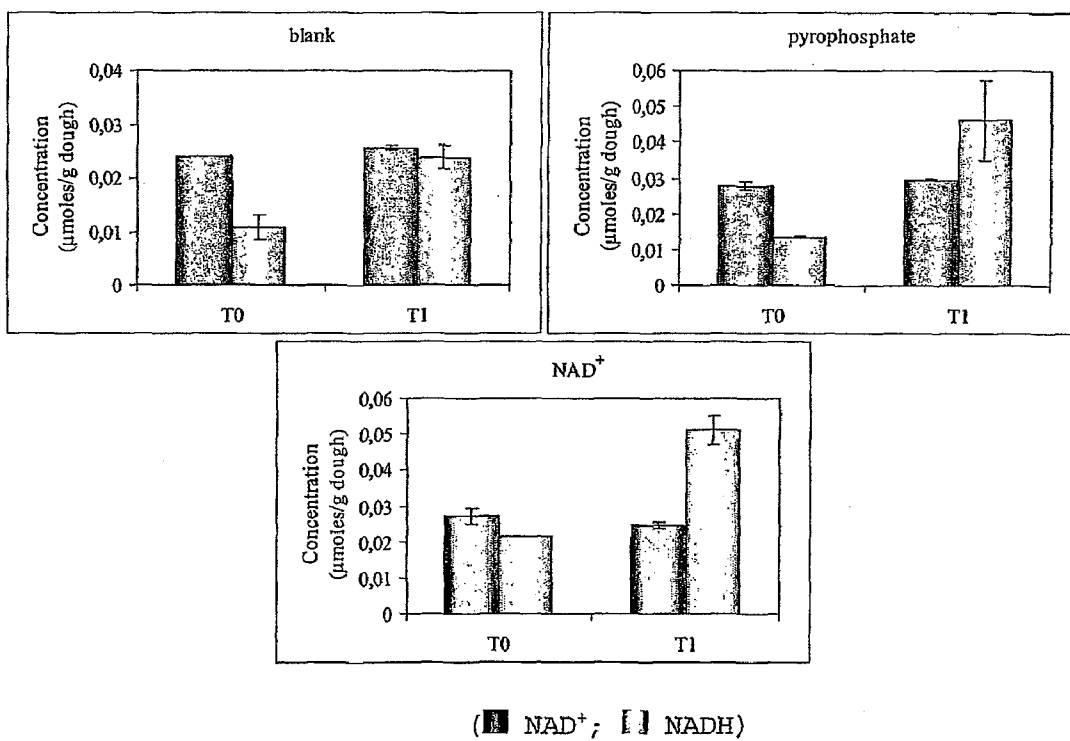 blank
Concentration
(µmoles/g dough)
0,04
0,03
0,02
0,01
0
T0 T1
pyrophosphate
Concentration
(µmoles/g dough)
0,06
0,05
0,04
0,03
0,02
0,01
0
T0 T1
NAD⁺
Concentration
(µmoles/g dough)
0,06
0,05
0,04
0,03
0,02
0,01
0
T0 T1
( NAD⁺; NADH)